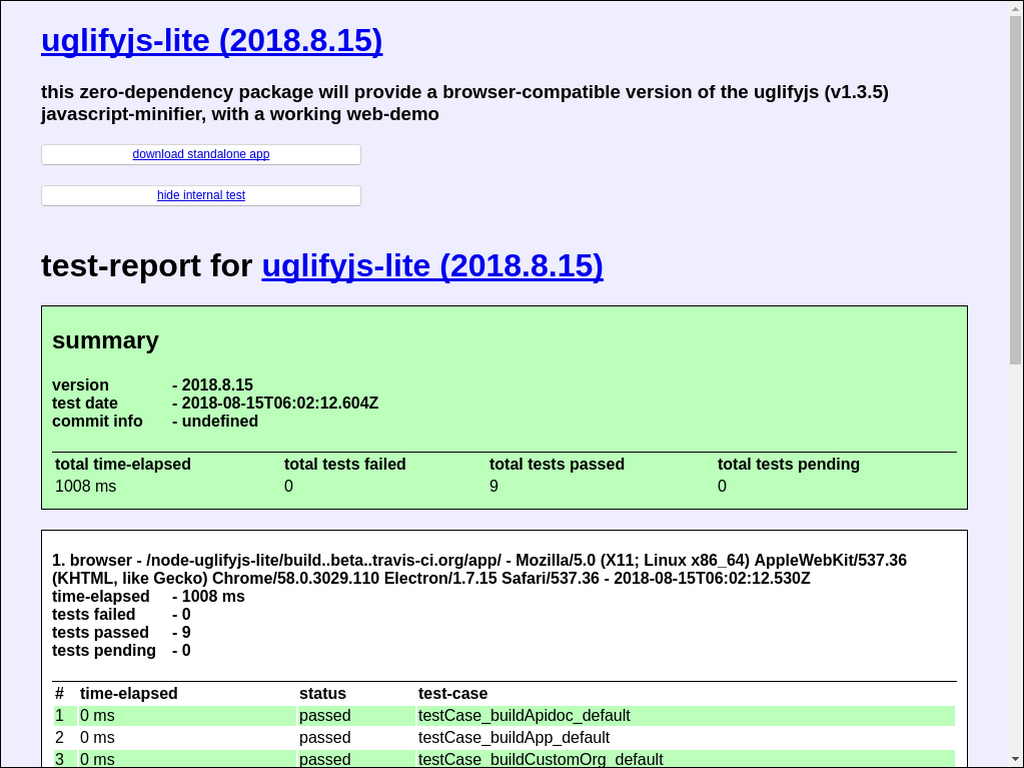 uglifyjs-lite (2018.8.15)
this zero-dependency package will provide a browser-compatible version of the uglifyjs (v1.3.5)
javascript-minifier, with a working web-demo
download standalone app
hide internal test
test-report for uglifyjs-lite (2018.8.15)
summary
version - 2018.8.15
test date - 2018-08-15T06:02:12.604Z
commit info - undefined
total time-elapsed total tests failed total tests passed total tests pending
1008 ms 0 9 0
1. browser - /node-uglifyjs-lite/build..beta..travis-ci.org/app/ - Mozilla/5.0 (X11; Linux x86_64) AppleWebKit/537.36
(KHTML, like Gecko) Chrome/58.0.3029.110 Electron/1.7.15 Safari/537.36 - 2018-08-15T06:02:12.530Z
time-elapsed - 1008 ms
tests failed - 0
tests passed - 9
tests pending - 0
# time-elapsed status test-case
1 0 ms passed testCase_buildApidoc_default
2 0 ms passed testCase_buildApp_default
3 0 ms passed testCase_buildCustomOrg_default